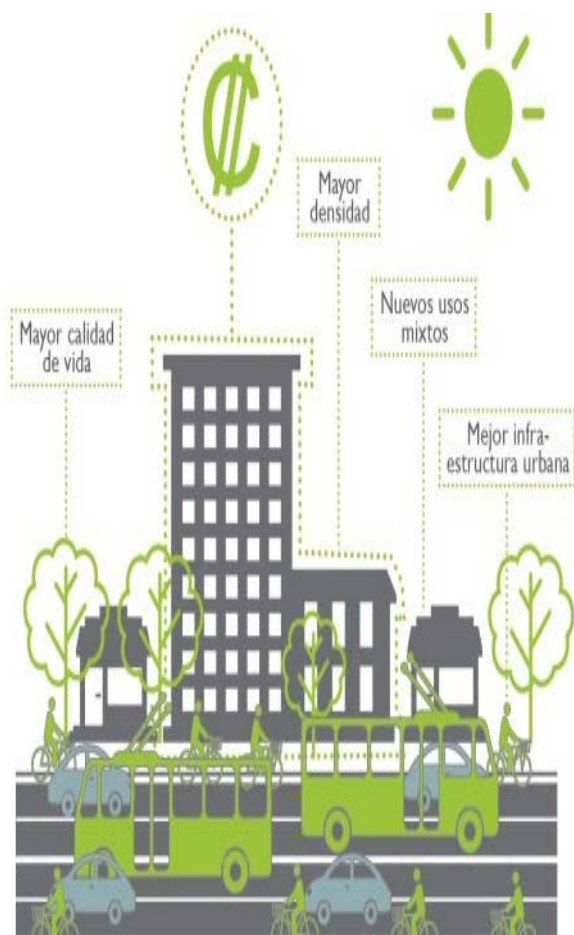 ₡
Mayor
densidad
Nuevos usos
mixtos
Mayor calidad
de vida
Mejor infra-
estructura urbana